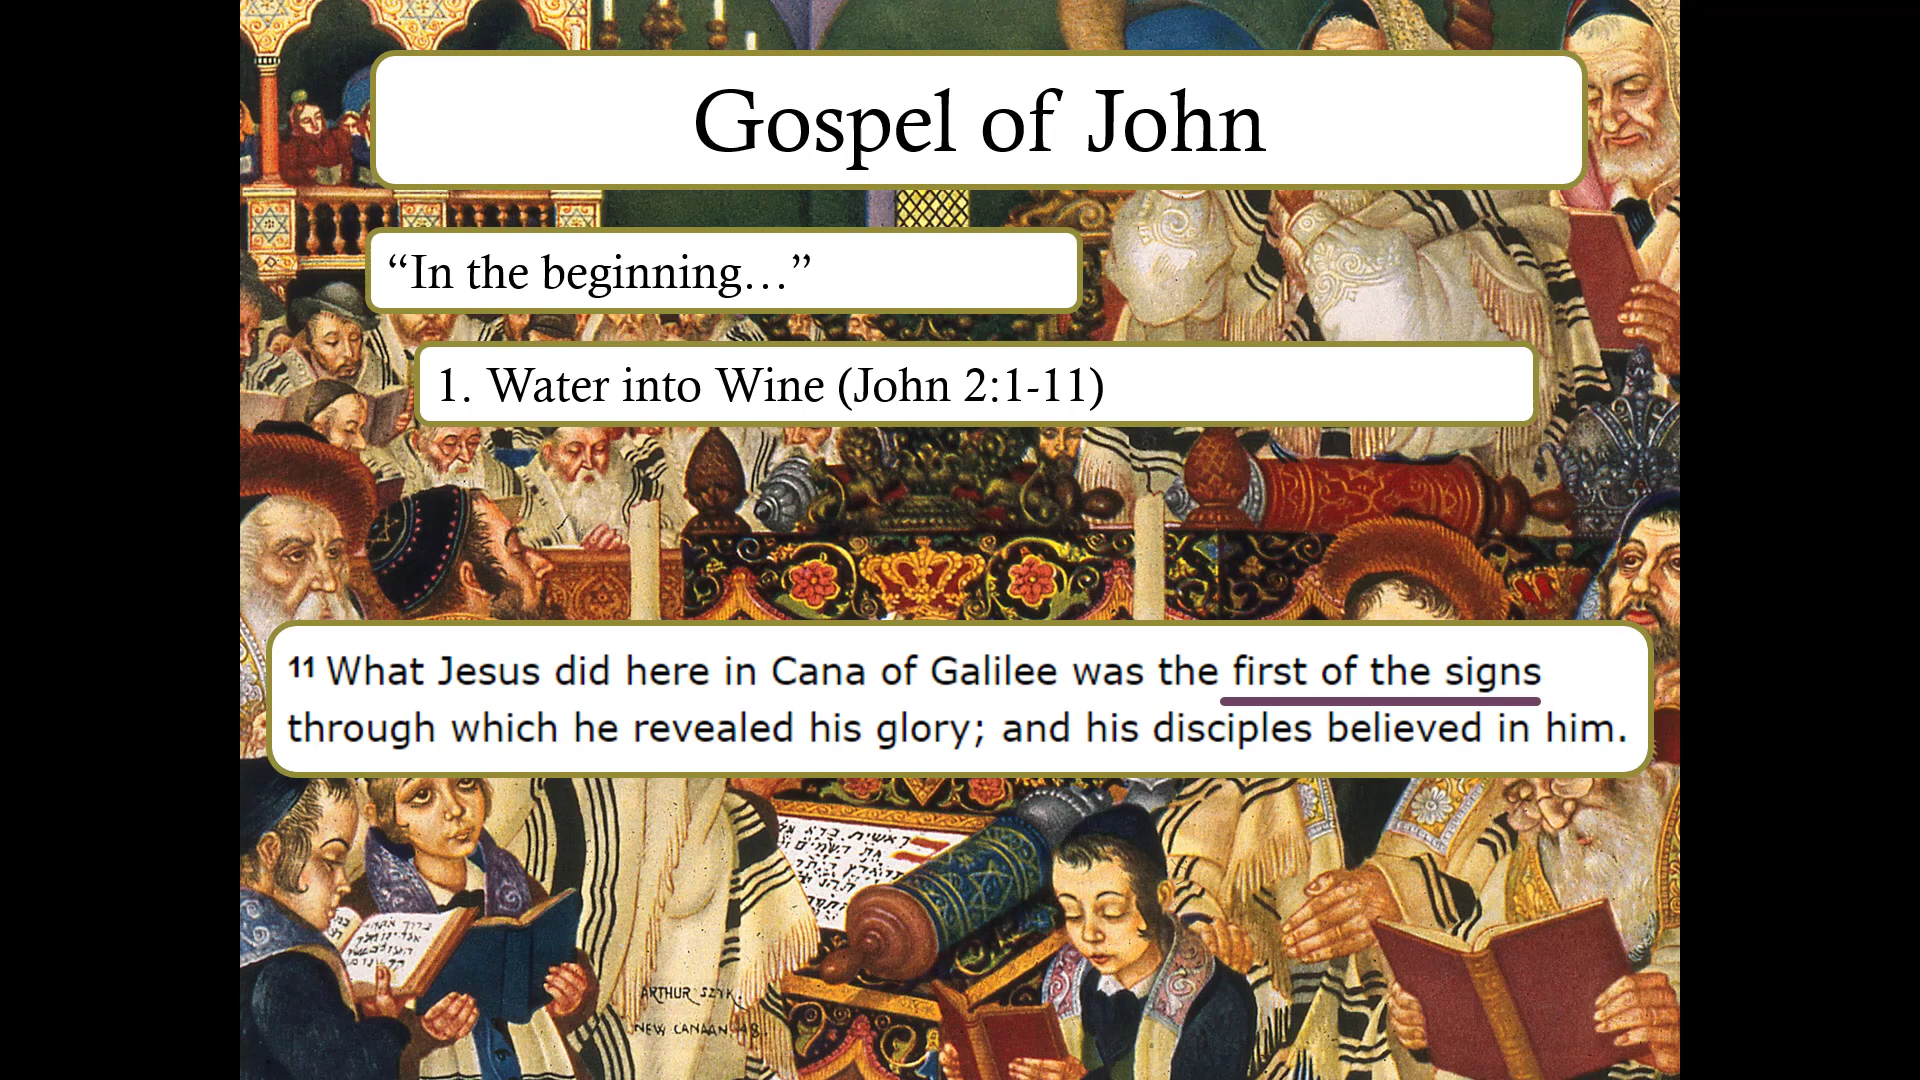 Gospel of John
“In the beginning…”
1. Water into Wine (John 2:1-11)
11 What Jesus did here in Cana of Galilee was the first of the signs
through which he revealed his glory; and his disciples believed in him.
ARTHUR SZYK.
NEW CANAAN 48.